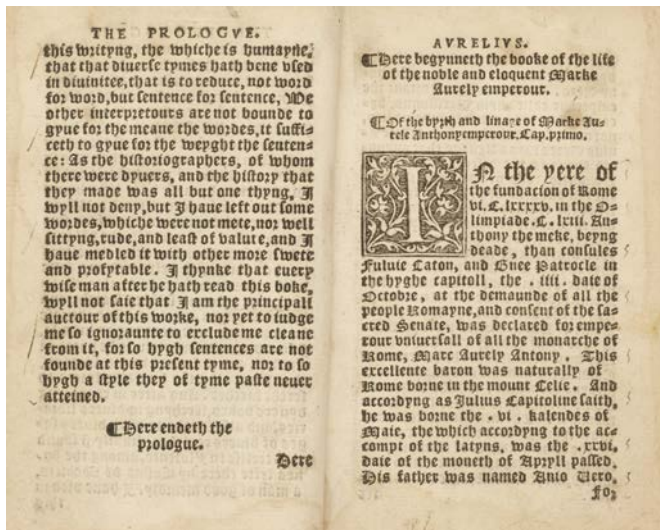 THE PROLOGVE.
this writyng, the whiche is humayne,
that that diuerse tymes hath bene vsed
in diuinitee, that is to reduce, not word
for word, but sentence for sentence, We
other interpretours are not bounde to
gyue for the meane the wordes, it suffi-
ceth to gyue for the weyght the senten-
ce: As the historiographers, of whom
there were dyuers, and the history that
they made was all but one thyng, I
wyll not deny, but I haue left out some
wordes, whiche were not mete, nor well
sittyng, rude, and least of valure, and I
haue medled it with other more swete
and profytable. I thynke that euery
wise man after he hath read this boke,
wyll not saie that I am the principall
auctour of this worke, nor yet to iudge
me so ignoraunte to exclude me cleane
from it, for so hygh sentences are not
founde at this present tyme, nor to so
hygh a style they of tyme paste neuer
atteined.
¶Here endeth the
prologue.
Here
AVRELIVS.
¶Here begynneth the booke of the life
of the noble and eloquent Marke
Aurely emperour.
¶Of the byrth and linage of Marke Au-
rele Anthony emperour. Cap. primo.
IN the yere of
the fundacion of Rome
vi. C. lxxxxv. in the O-
limpiade. C. lxiii. An-
thony the meke, beyng
deade, than consules
Fuluie Caton, and Enee Patrocle in
the hyghe capitoll, the . iiii. daie of
Octobre, at the demaunde of all the
people Romayne, and consent of the sa-
cred Senate, was declared for empe-
rour vniuersall of all the monarche of
Rome, Marc Aurely Antony . This
excellente baron was naturally of
Rome borne in the mount Celie . And
accordyng as Julius Capitoline saith,
he was borne the . vi . kalendes of
Maie, the which accordyng to the ac-
compt of the latyns, was the .xxvi.
daie of the moneth of Apryll passed.
His father was named Anio Vero,
for